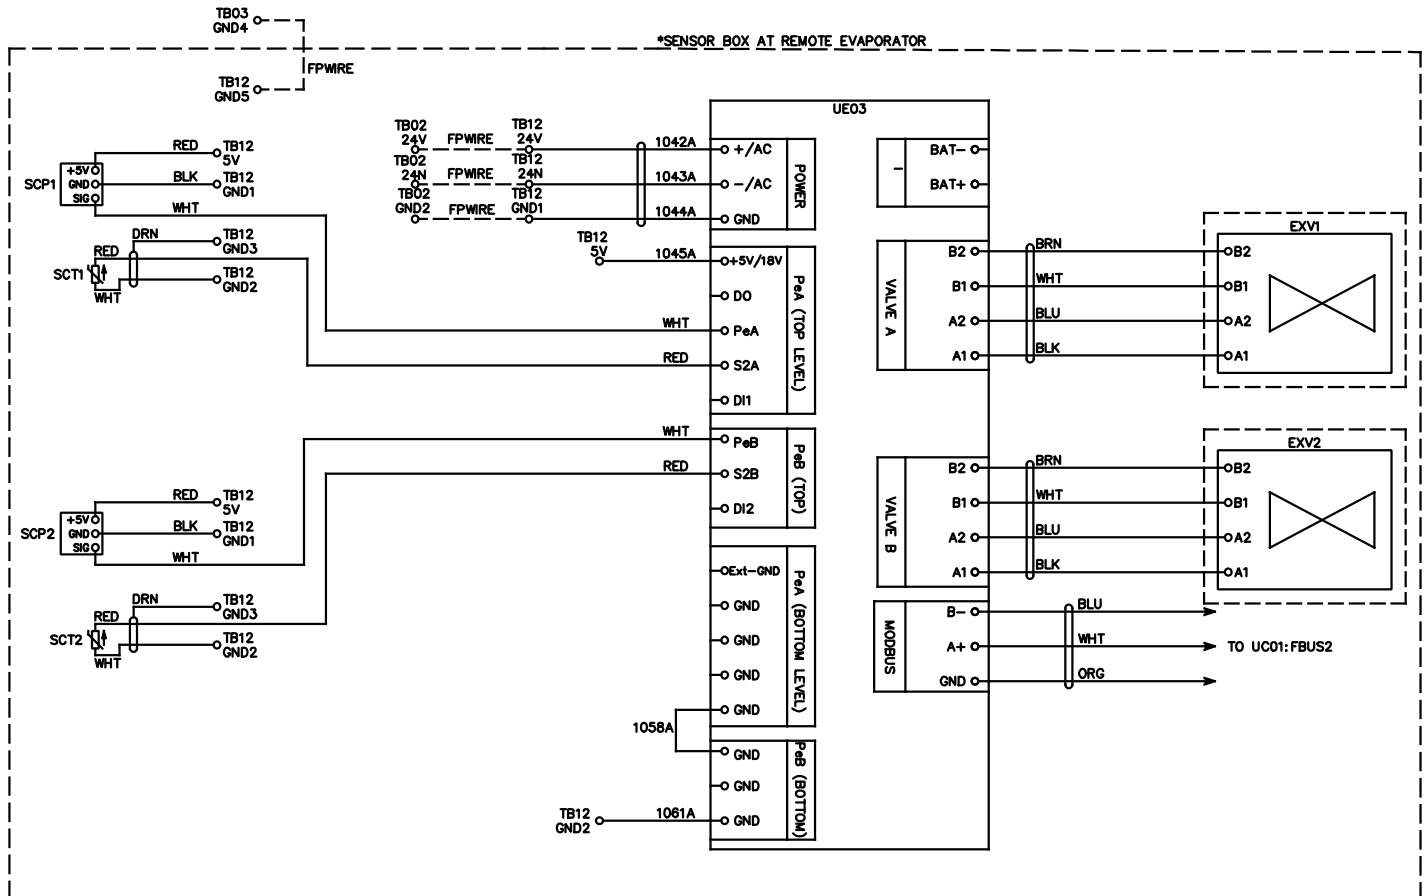 TB03
GND4
*SENSOR BOX AT REMOTE EVAPORATOR
FPWIRE
TB12
GND5
SCP1
+5V
GND
SIG
RED
TB12
5V
BLK
TB12
GND1
WHT
SCT1
RED
WHT
DRN
TB12
GND3
TB12
GND2
SCP2
+5V
GND
SIG
RED
TB12
5V
BLK
TB12
GND1
WHT
SCT2
RED
WHT
DRN
TB12
GND3
TB12
GND2
TB02
24V
FPWIRE
TB12
24V
1042A
TB02
24N
FPWIRE
TB12
24N
1043A
TB02
GND2
FPWIRE
TB12
GND1
1044A
TB12
5V
1045A
WHT
RED
WHT
RED
1058A
TB12
GND2
1061A
UE03
+/AC
-/AC
GND
POWER
+5V/18V
DO
PeA
S2A
DI1
PeA (TOP LEVEL)
PeB
S2B
DI2
PeB (TOP)
Ext-GND
GND
GND
GND
GND
PeA (BOTTOM LEVEL)
GND
GND
GND
PeB (BOTTOM)
BAT-
BAT+
VALVE A
B2
B1
A2
A1
BRN
WHT
BLU
BLK
EXV1
B2
B1
A2
A1
VALVE B
B2
B1
A2
A1
BRN
WHT
BLU
BLK
EXV2
B2
B1
A2
A1
MODBUS
B-
A+
GND
BLU
WHT
ORG
TO UC01:FBUS2